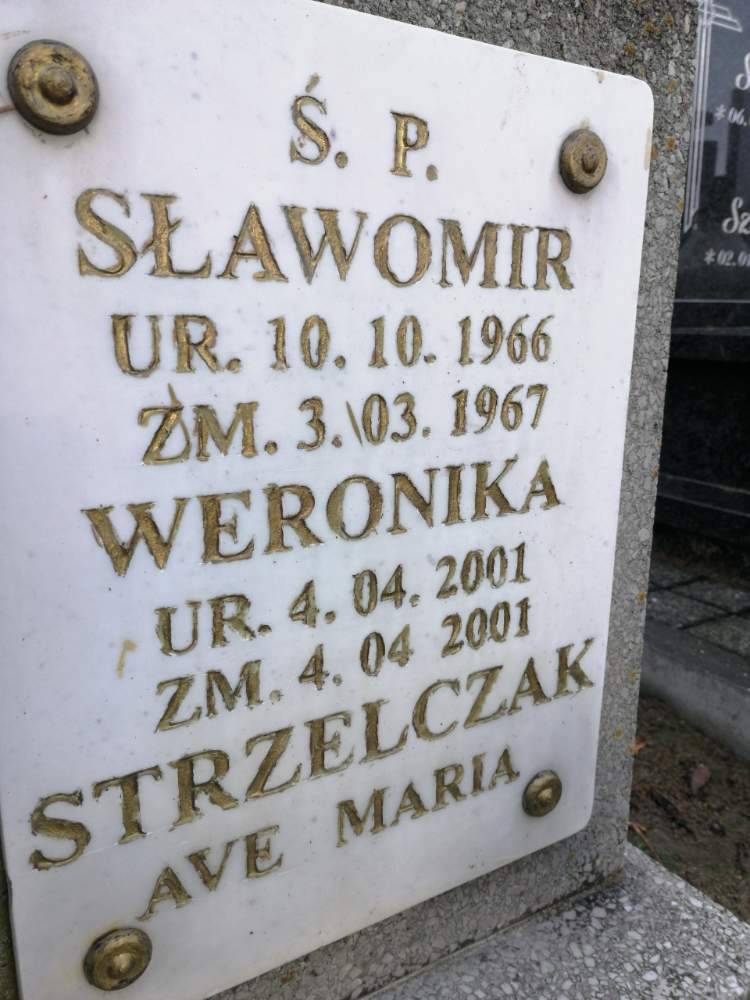 Ś. P.
SŁAWOMIR
UR. 10. 10. 1966
ZM. 3. 03. 1967
WERONIKA
UR. 4. 04. 2001
ZM. 4. 04 2001
STRZELCZAK
AVE MARIA